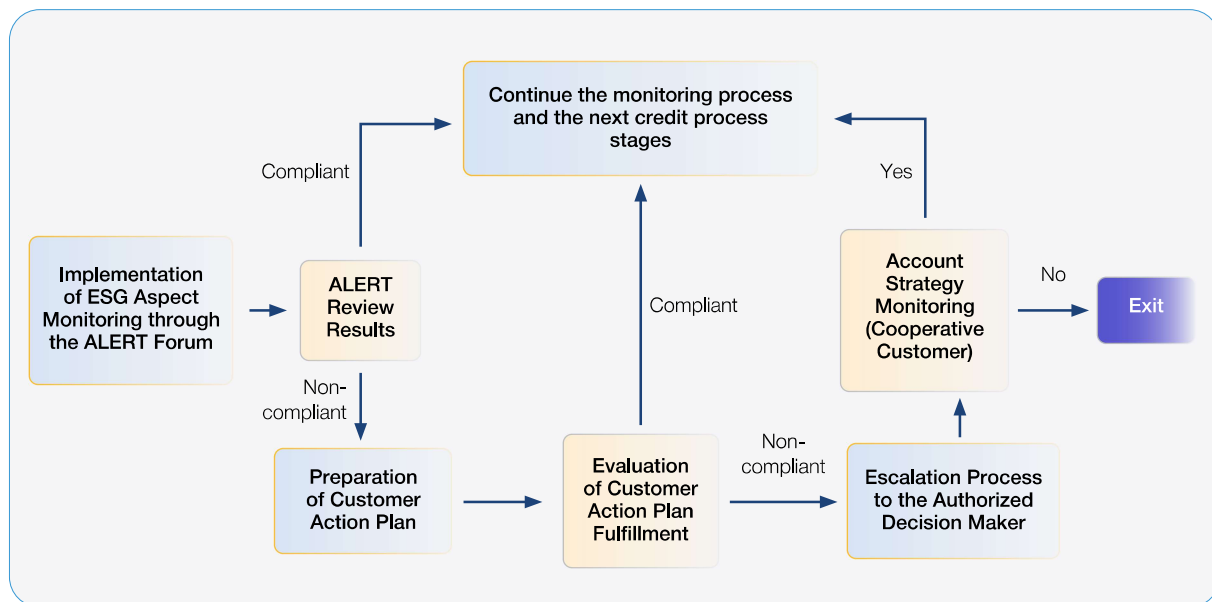 Continue the monitoring process
and the next credit process
stages
Compliant
Yes
Implementation
of ESG Aspect
Monitoring through
the ALERT Forum
ALERT
Review
Results
Compliant
Account
Strategy
Monitoring
(Cooperative
Customer)
No
Exit
Non-
compliant
Preparation
of Customer
Action Plan
Evaluation
of Customer
Action Plan
Fulfillment
Non-
compliant
Escalation Process
to the Authorized
Decision Maker